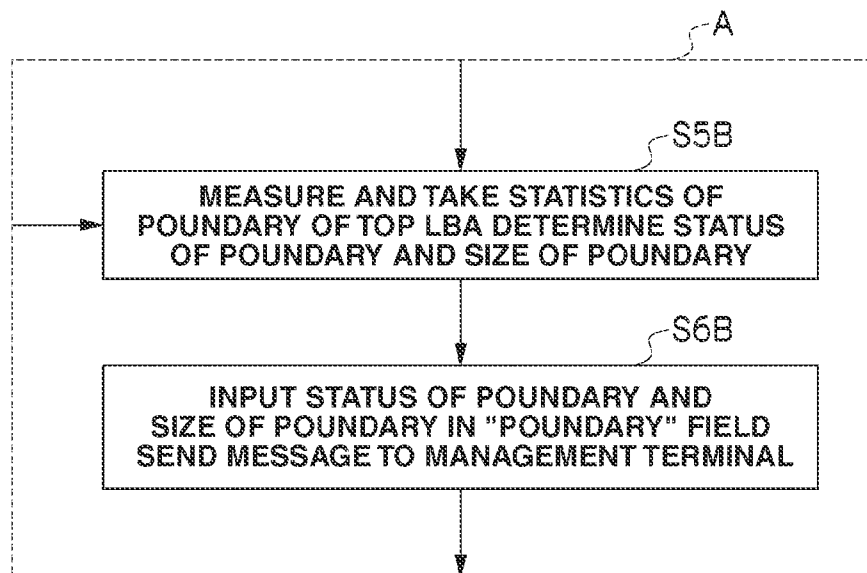 A
S5B
MEASURE AND TAKE STATISTICS OF
POUNDARY OF TOP LBA DETERMINE STATUS
OF POUNDARY AND SIZE OF POUNDARY
S6B
INPUT STATUS OF POUNDARY AND
SIZE OF POUNDARY IN "POUNDARY" FIELD
SEND MESSAGE TO MANAGEMENT TERMINAL